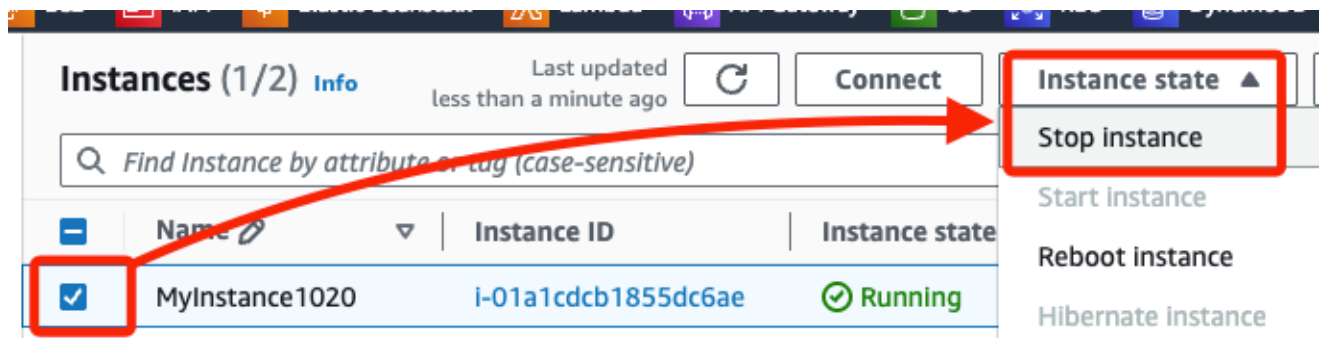 Instances (1/2) Info
Last updated
less than a minute ago
Connect
Instance state
Stop instance
Find Instance by attribute or tag (case-sensitive)
Start instance
Name
Instance ID
Instance state
Reboot instance
MyInstance1020
i-01a1cdcb1855dc6ae
Running
Hibernate instance